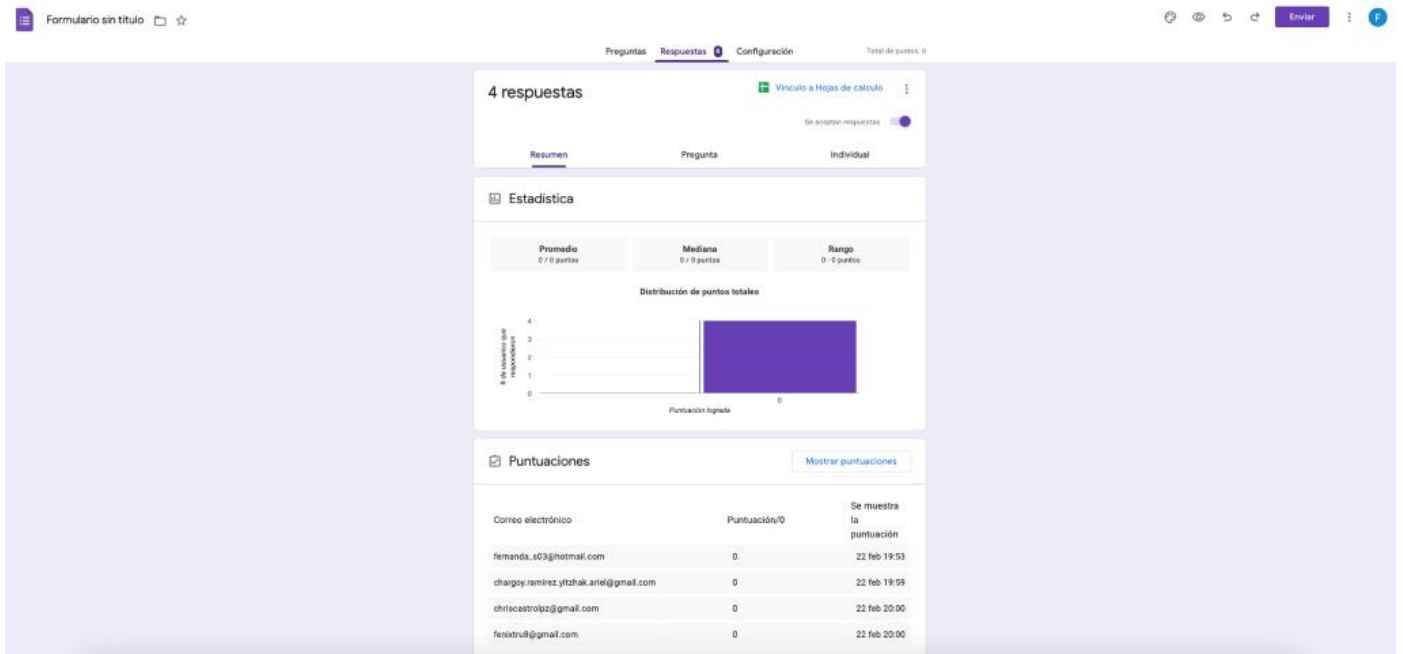 Formulario sin título
Enviar
F
Preguntas Respuestas 4 Configuración Total de puntos: 0
4 respuestas
Vínculo a Hojas de cálculo
Se aceptan respuestas
Resumen Pregunta Individual
Estadística
Promedio Mediana Rango
0 / 0 puntos 0 / 0 puntos 0 - 0 puntos
Distribución de puntos totales
# de usuarios que
respondieron
4
3
2
1
0
0
Puntuación lograda
Puntuaciones
Mostrar puntuaciones
Correo electrónico Puntuación/0 Se muestra
la
puntuación
fernanda_s03@hotmail.com 0 22 feb 19:53
chargoy.ramirez.yitzhak.ariel@gmail.com 0 22 feb 19:59
chriscastrolpz@gmail.com 0 22 feb 20:00
fenixtru8@gmail.com 0 22 feb 20:00